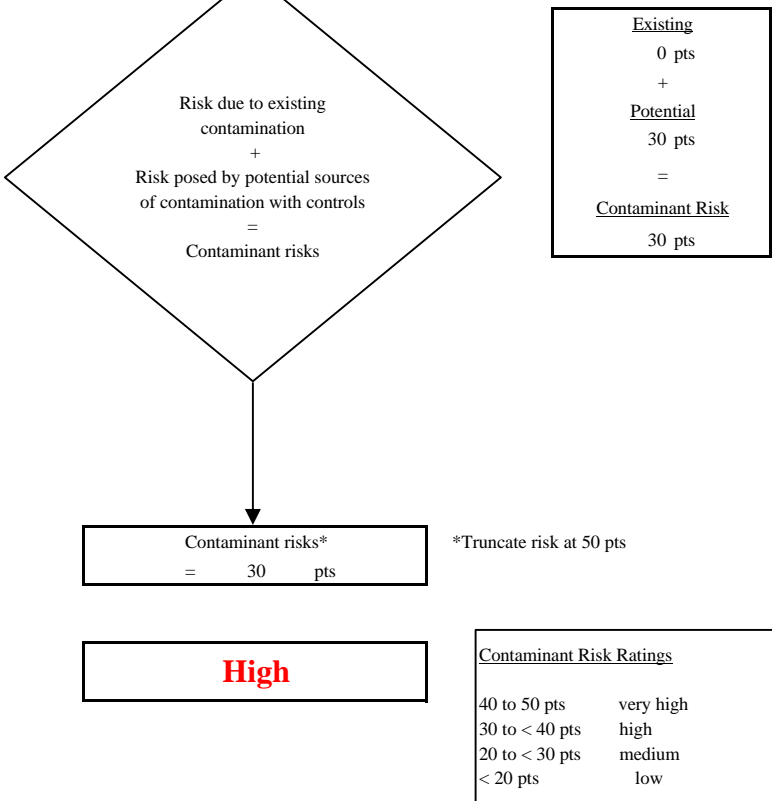 Risk due to existing
contamination
+
Risk posed by potential sources
of contamination with controls
=
Contaminant risks
Existing
0 pts
+
Potential
30 pts
=
Contaminant Risk
30 pts
Contaminant risks*
= 30 pts
*Truncate risk at 50 pts
High
Contaminant Risk Ratings
40 to 50 pts very high
30 to < 40 pts high
20 to < 30 pts medium
< 20 pts low